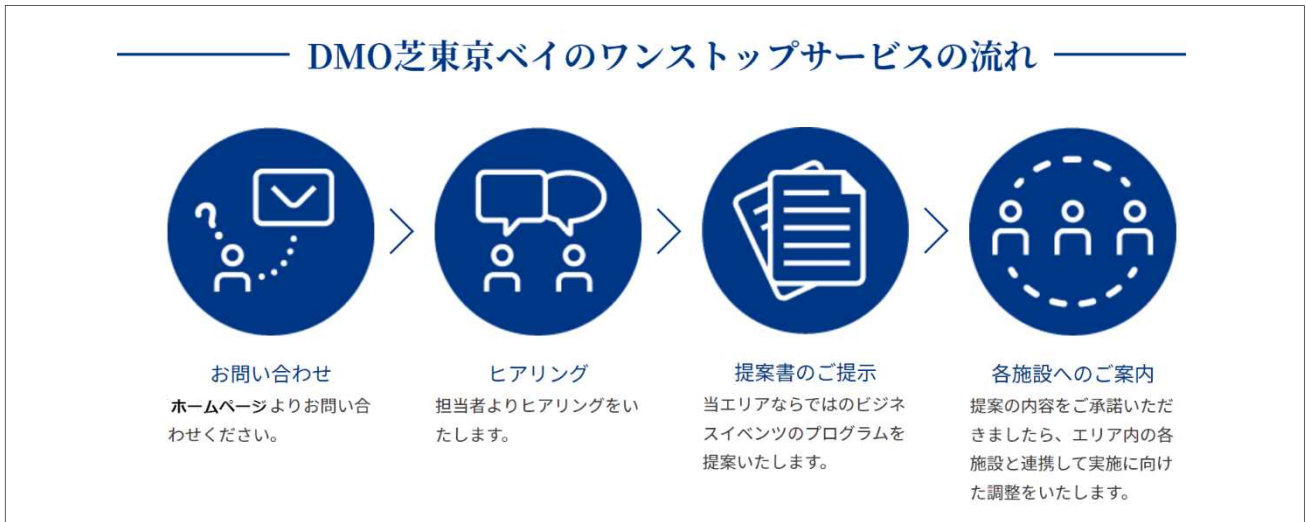 DMO芝東京ベイのワンストップサービスの流れ
お問い合わせ
ホームページよりお問い合
わせください。
ヒアリング
担当者よりヒアリングをい
たします。
提案書のご提示
当エリアならではのビジネ
スイベンツのプログラムを
提案いたします。
各施設へのご案内
提案の内容をご承諾いただ
きましたら、エリア内の各
施設と連携して実施に向け
た調整をいたします。